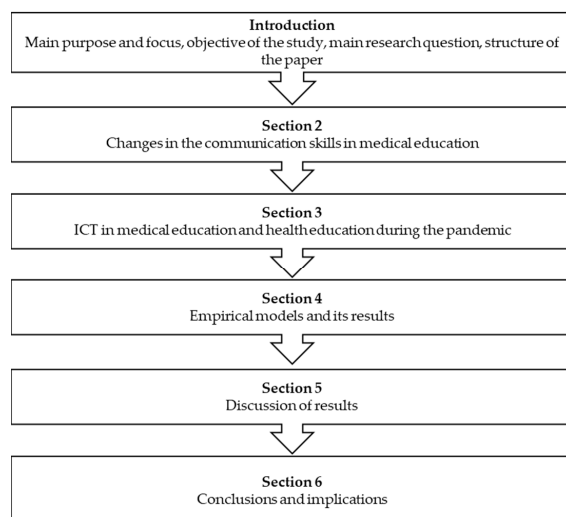 Introduction
Main purpose and focus, objective of the study, main research question, structure of
the paper
Section 2
Changes in the communication skills in medical education
Section 3
ICT in medical education and health education during the pandemic
Section 4
Empirical models and its results
Section 5
Discussion of results
Section 6
Conclusions and implications